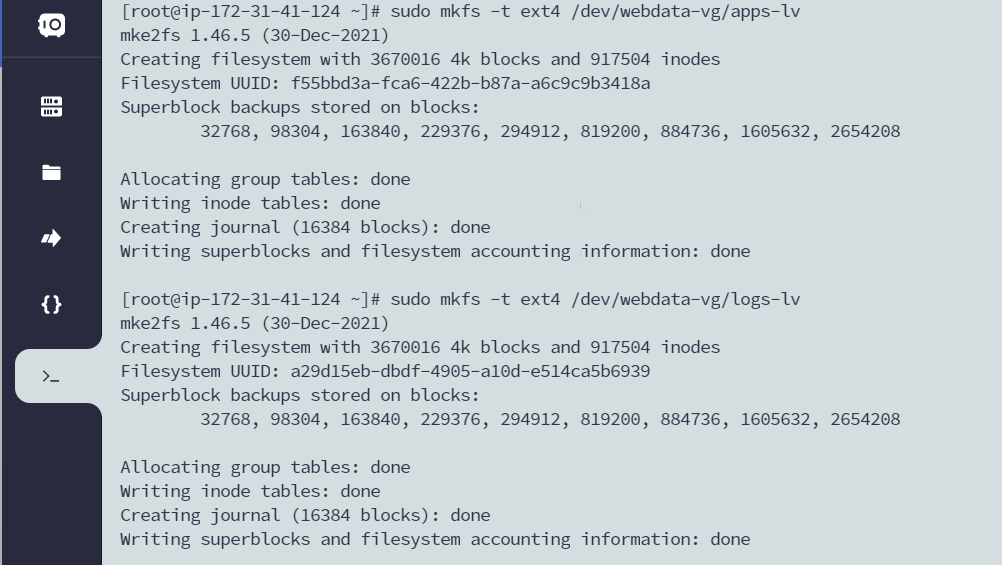 [root@ip-172-31-41-124 ~]# sudo mkfs -t ext4 /dev/webdata-vg/apps-lv
mke2fs 1.46.5 (30-Dec-2021)
Creating filesystem with 3670016 4k blocks and 917504 inodes
Filesystem UUID: f55bbd3a-fca6-422b-b87a-a6c9c9b3418a
Superblock backups stored on blocks:
        32768, 98304, 163840, 229376, 294912, 819200, 884736, 1605632, 2654208
Allocating group tables: done
Writing inode tables: done
Creating journal (16384 blocks): done
Writing superblocks and filesystem accounting information: done
[root@ip-172-31-41-124 ~]# sudo mkfs -t ext4 /dev/webdata-vg/logs-lv
mke2fs 1.46.5 (30-Dec-2021)
Creating filesystem with 3670016 4k blocks and 917504 inodes
Filesystem UUID: a29d15eb-dbdf-4905-a10d-e514ca5b6939
Superblock backups stored on blocks:
        32768, 98304, 163840, 229376, 294912, 819200, 884736, 1605632, 2654208
Allocating group tables: done
Writing inode tables: done
Creating journal (16384 blocks): done
Writing superblocks and filesystem accounting information: done